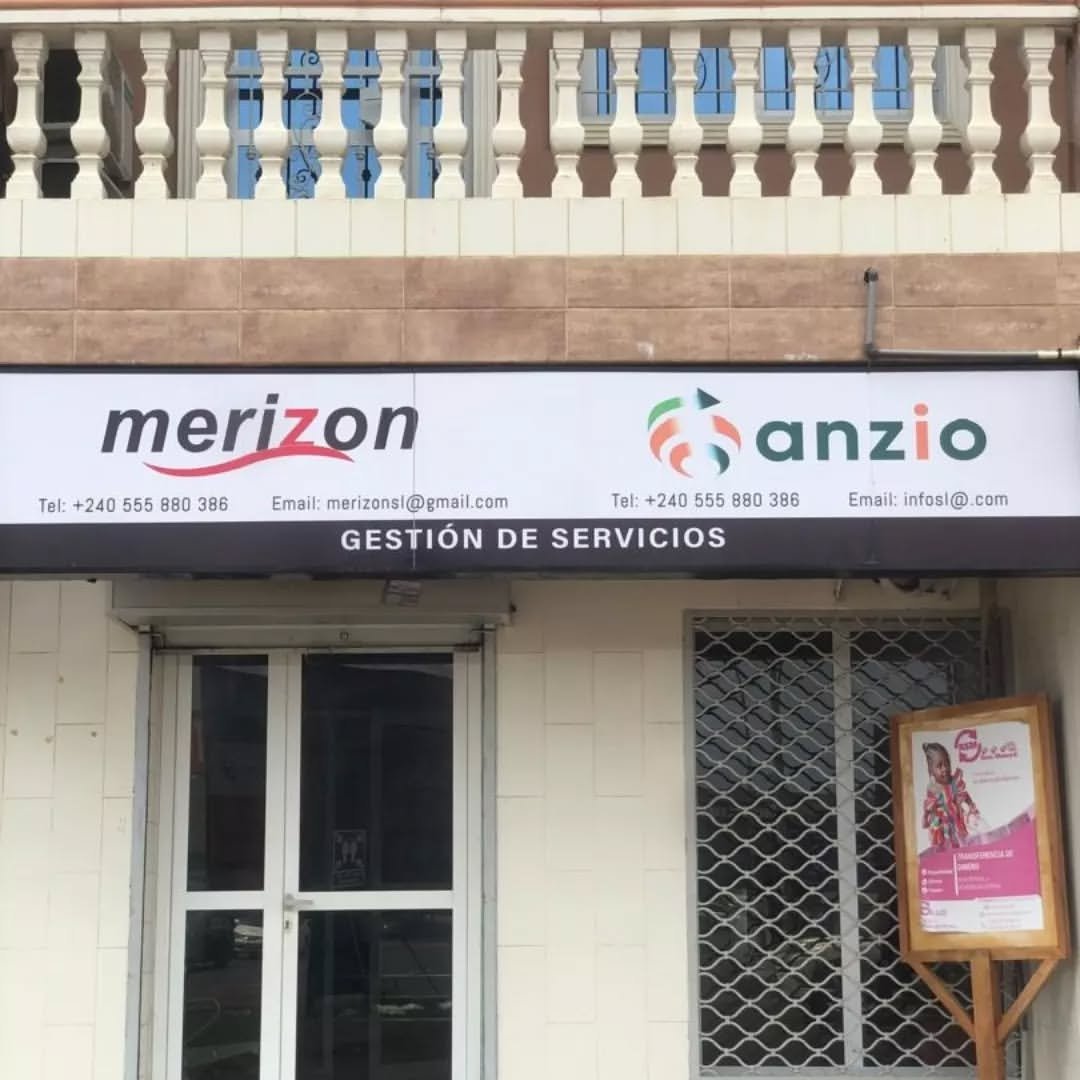 merizon
Tel: +240 555 880 386 Email: merizonsl@gmail.com
anzio
Tel: +240 555 880 386 Email: infosl@.com
GESTIÓN DE SERVICIOS
TRANSFERENCIA DE
DINERO